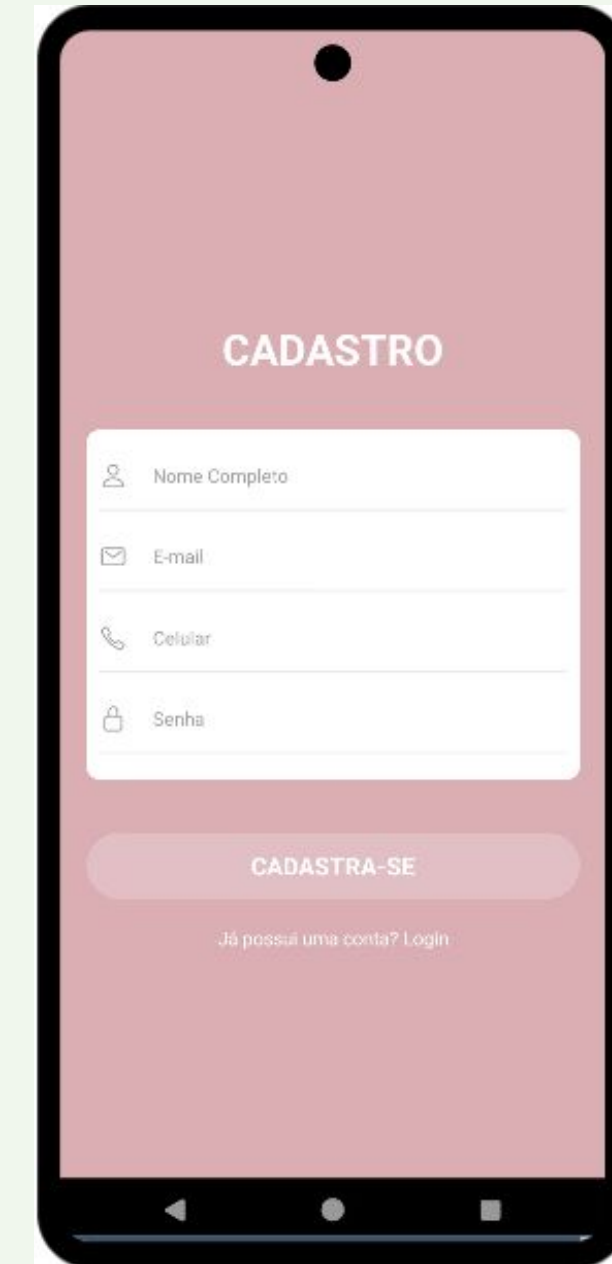 CADASTRO
Nome Completo
E-mail
Celular
Senha
CADASTRA-SE
Já possui uma conta? Login